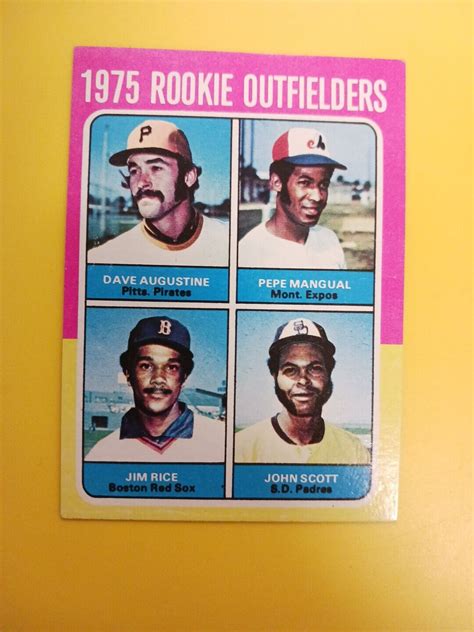 1975 ROOKIE OUTFIELDERS
P
DAVE AUGUSTINE
Pitts. Pirates
PEPE MANGUAL
Mont. Expos
B
JIM RICE
Boston Red Sox
SD
JOHN SCOTT
S.D. Padres